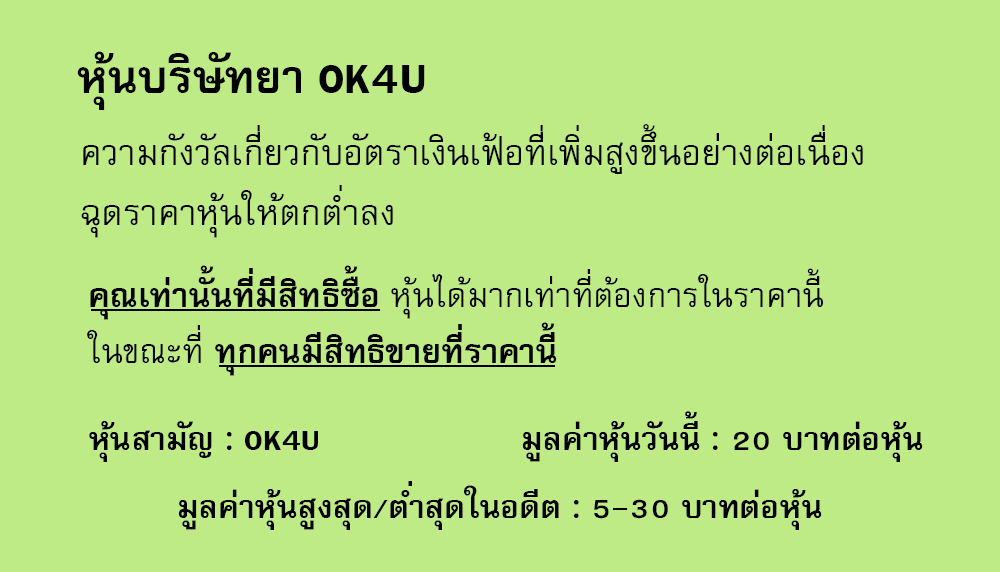 หุ้นบริษัทยา OK4U
ความกังวัลเกี่ยวกับอัตราเงินเฟ้อที่เพิ่มสูงขึ้นอย่างต่อเนื่อง
ฉุดราคาหุ้นให้ตกต่ำลง
คุณเท่านั้นที่มีสิทธิซื้อ หุ้นได้มากเท่าที่ต้องการในราคานี้
ในขณะที่ ทุกคนมีสิทธิขายที่ราคานี้
หุ้นสามัญ : OK4U มูลค่าหุ้นวันนี้ : 20 บาทต่อหุ้น
มูลค่าหุ้นสูงสุด/ต่ำสุดในอดีต : 5-30 บาทต่อหุ้น